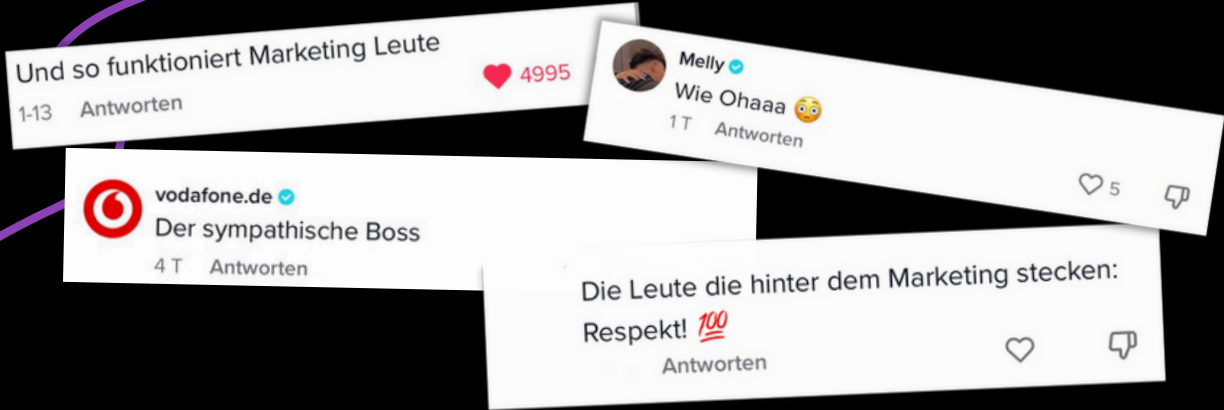 Und so funktioniert Marketing Leute
1-13 Antworten 4995
Melly
Wie Ohaaa 😳
1 T Antworten
5
vodafone.de
Der sympathische Boss
4 T Antworten
Die Leute die hinter dem Marketing stecken:
Respekt! 💯
Antworten